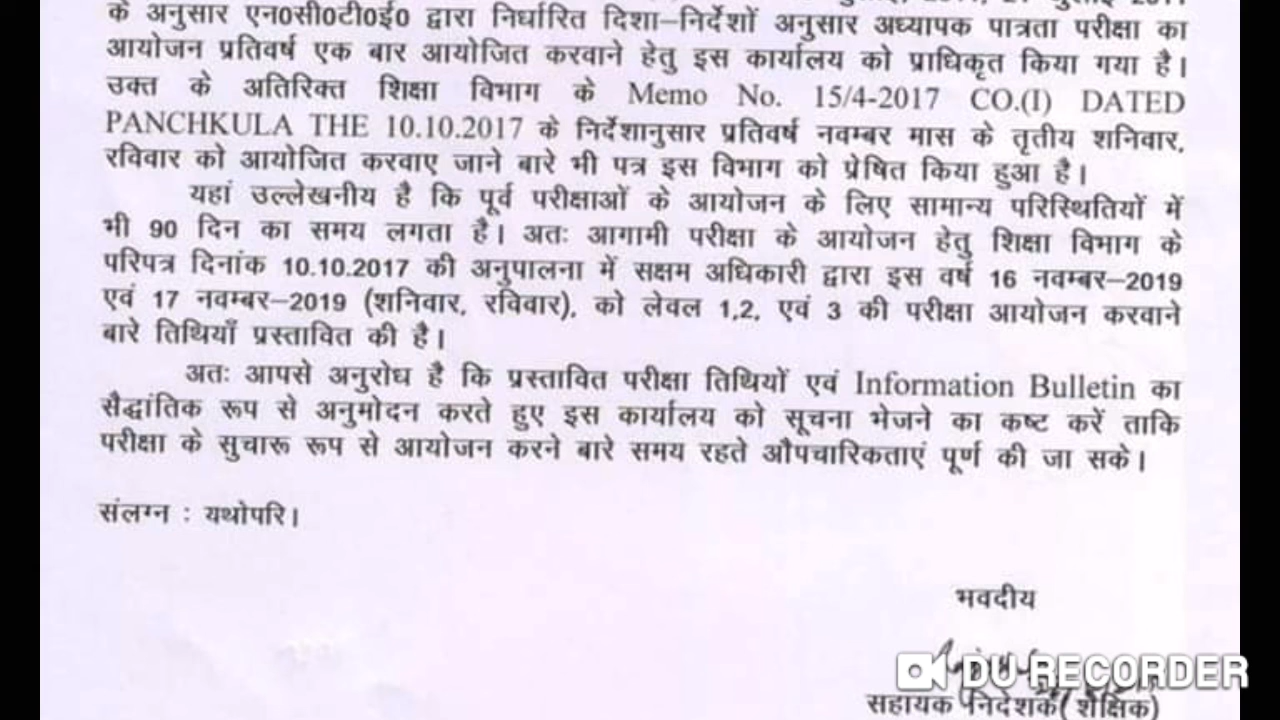 के अनुसार एन0सी0टी0ई0 द्वारा निर्धारित दिशा–निर्देशों अनुसार अध्यापक पात्रता परीक्षा का
आयोजन प्रतिवर्ष एक बार आयोजित करवाने हेतु इस कार्यालय को प्राधिकृत किया गया है।
उक्त के अतिरिक्त शिक्षा विभाग के Memo No. 15/4-2017 CO.(I) DATED
PANCHKULA THE 10.10.2017 के निर्देशानुसार प्रतिवर्ष नवम्बर मास के तृतीय शनिवार,
रविवार को आयोजित करवाए जाने बारे भी पत्र इस विभाग को प्रेषित किया हुआ है।
यहां उल्लेखनीय है कि पूर्व परीक्षाओं के आयोजन के लिए सामान्य परिस्थितियों में
भी 90 दिन का समय लगता है। अतः आगामी परीक्षा के आयोजन हेतु शिक्षा विभाग के
परिपत्र दिनांक 10.10.2017 की अनुपालना में सक्षम अधिकारी द्वारा इस वर्ष 16 नवम्बर–2019
एवं 17 नवम्बर–2019 (शनिवार, रविवार), को लेवल 1,2, एवं 3 की परीक्षा आयोजन करवाने
बारे तिथियाँ प्रस्तावित की है।
अतः आपसे अनुरोध है कि प्रस्तावित परीक्षा तिथियों एवं Information Bulletin का
सैद्धांतिक रूप से अनुमोदन करते हुए इस कार्यालय को सूचना भेजने का कष्ट करें ताकि
परीक्षा के सुचारू रूप से आयोजन करने बारे समय रहते औपचारिकताएं पूर्ण की जा सके।
संलग्न : यथोपरि।
भवदीय
DU RECORDER
सहायक निदेशक( शैक्षिक)